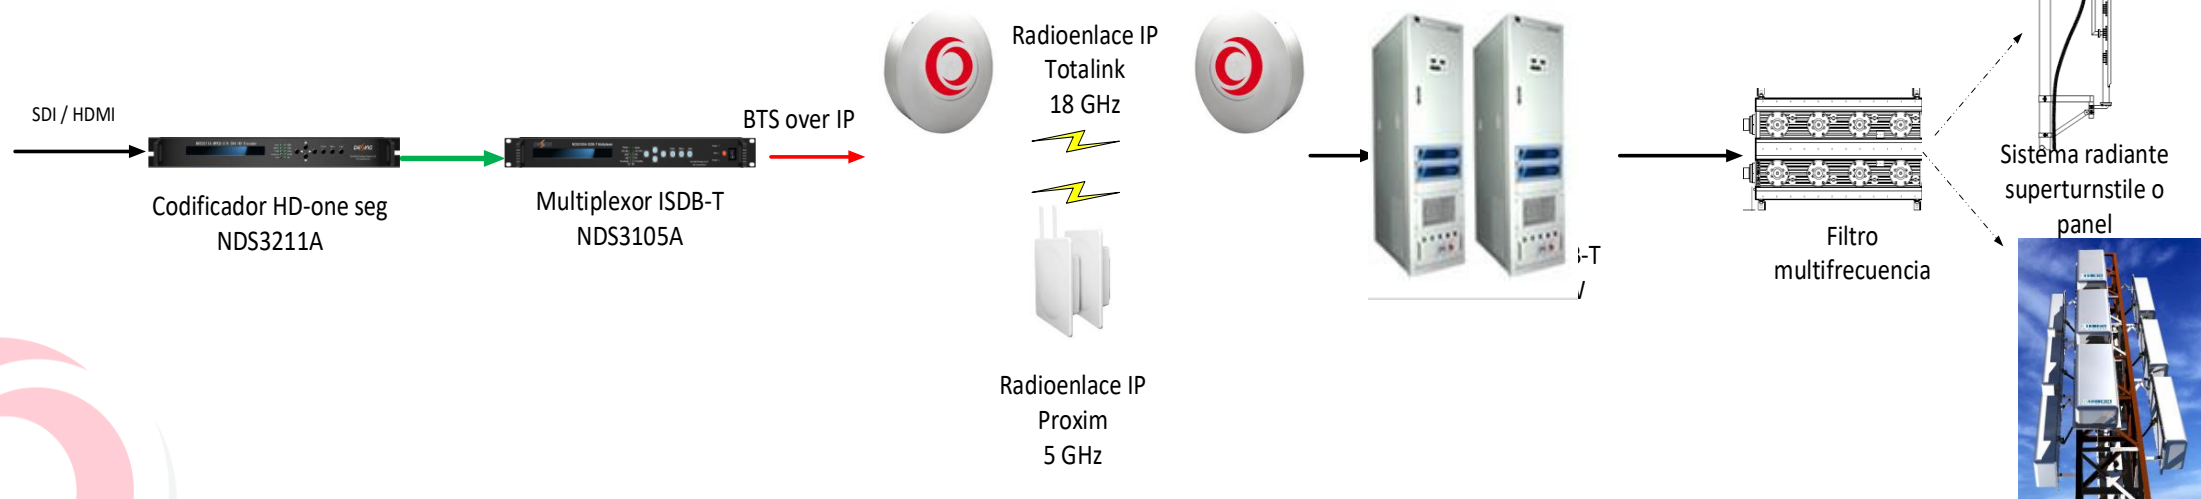 SDI / HDMI
Codificador HD-one seg
NDS3211A
Multiplexor ISDB-T
NDS3105A
BTS over IP
Radioenlace IP
Totalink
18 GHz
Radioenlace IP
Proxim
5 GHz
-T
Filtro
multifrecuencia
Sistema radiante
superturnstile o
panel